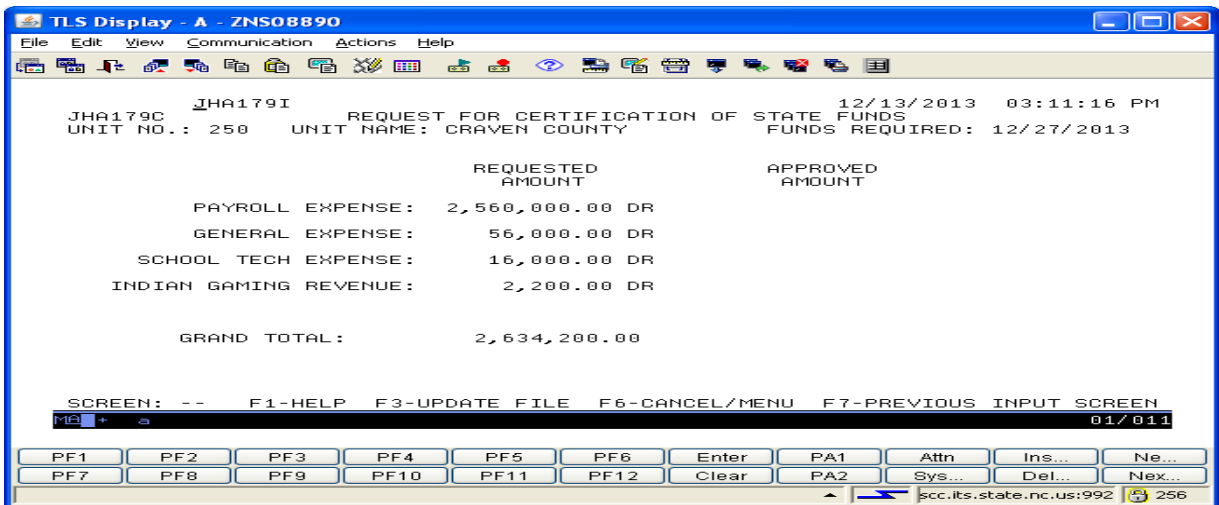 TLS Display - A - ZNSO8890
File Edit View Communication Actions Help
JHA179I 12/13/2013 03:11:16 PM
JHA179C REQUEST FOR CERTIFICATION OF STATE FUNDS
UNIT NO.: 250 UNIT NAME: CRAVEN COUNTY FUNDS REQUIRED: 12/27/2013
REQUESTED APPROVED
AMOUNT AMOUNT
PAYROLL EXPENSE: 2,560,000.00 DR
GENERAL EXPENSE: 56,000.00 DR
SCHOOL TECH EXPENSE: 16,000.00 DR
INDIAN GAMING REVENUE: 2,200.00 DR
GRAND TOTAL: 2,634,200.00
SCREEN: -- F1-HELP F3-UPDATE FILE F6-CANCEL/MENU F7-PREVIOUS INPUT SCREEN
MA + a 01/011
PF1 PF2 PF3 PF4 PF5 PF6 Enter PA1 Attn Ins... Ne...
PF7 PF8 PF9 PF10 PF11 PF12 Clear PA2 Sys... Del... Nex...
scc.its.state.nc.us:992 256